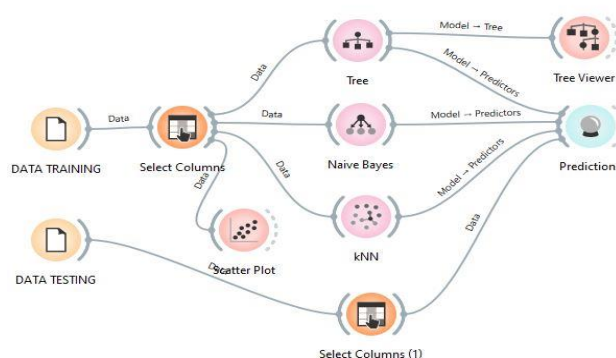 Model → Tree
Data
Model → Predictors
Tree
Tree Viewer
Data
Data
Model → Predictors
DATA TRAINING
Select Columns
Naive Bayes
Prediction
Data
Data
Model → Predictors
Data
kNN
Scatter Plot
Data
DATA TESTING
Select Columns (1)